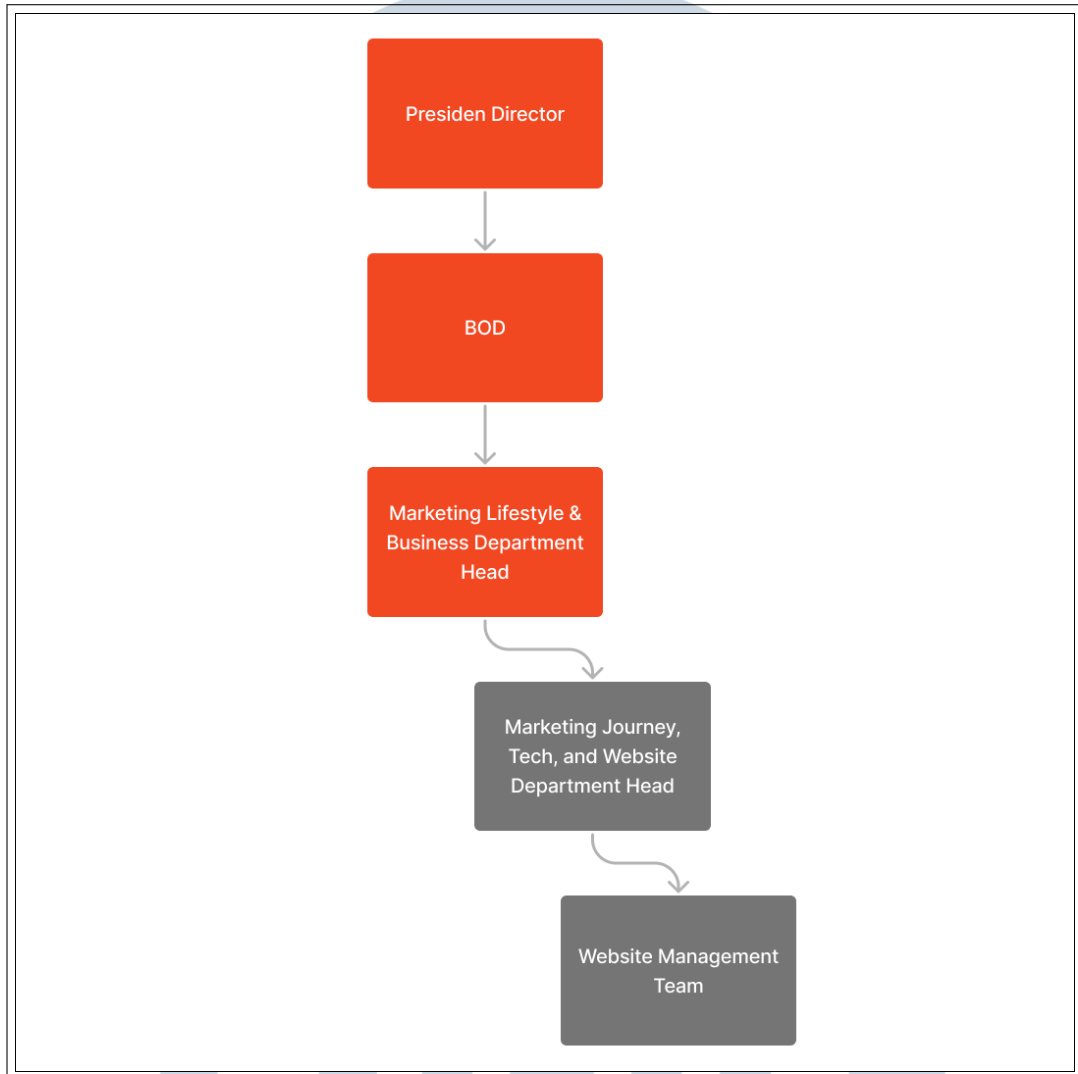 Presiden Director
BOD
Marketing Lifestyle &
Business Department
Head
Marketing Journey,
Tech, and Website
Department Head
Website Management
Team